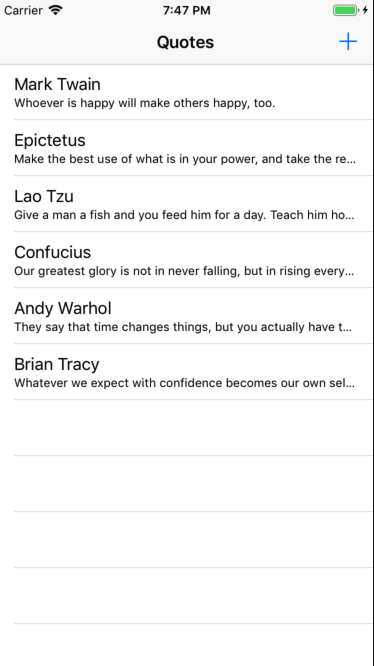 Carrier 7:47 PM
Quotes
Mark Twain
Whoever is happy will make others happy, too.
Epictetus
Make the best use of what is in your power, and take the re...
Lao Tzu
Give a man a fish and you feed him for a day. Teach him ho...
Confucius
Our greatest glory is not in never falling, but in rising every...
Andy Warhol
They say that time changes things, but you actually have t...
Brian Tracy
Whatever we expect with confidence becomes our own sel...